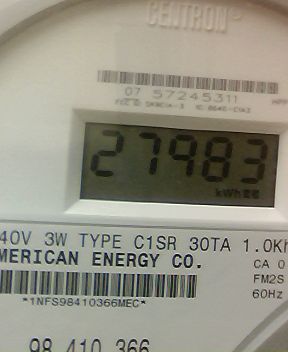 CENTRON®
07 57245311
27983
kWh
40V 3W TYPE C1SR 30TA 1.0Kh
MERICAN ENERGY CO.
CA 0
FM2S
60Hz
*1NFS98410366MEC*
98 410 366